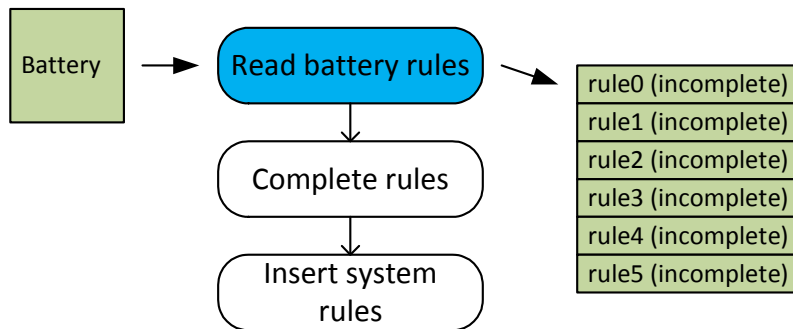 Battery
Read battery rules
Complete rules
Insert system
rules
rule0 (incomplete)
rule1 (incomplete)
rule2 (incomplete)
rule3 (incomplete)
rule4 (incomplete)
rule5 (incomplete)